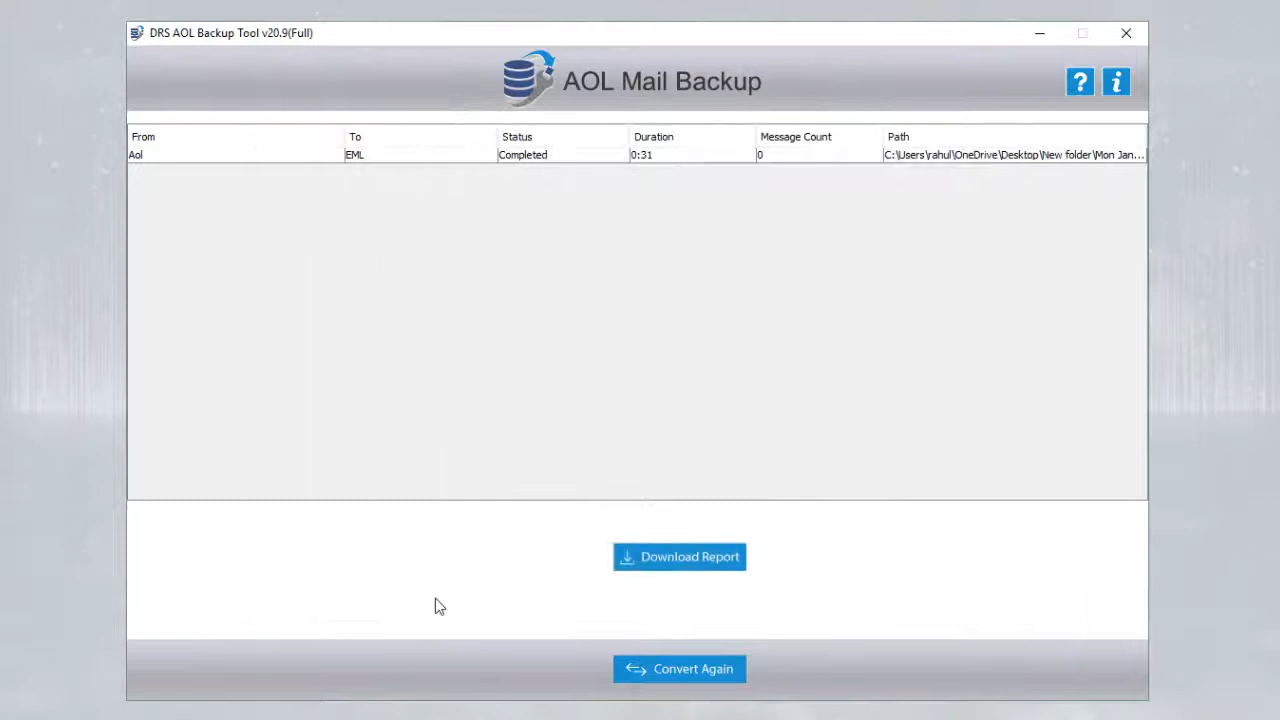 DRS AOL Backup Tool v20.9(Full)
AOL Mail Backup
? i
From To Status Duration Message Count Path
Aol EML Completed 0:31 0 C:\Users\rahul\OneDrive\Desktop\New folder\Mon Jan...
Download Report
Convert Again